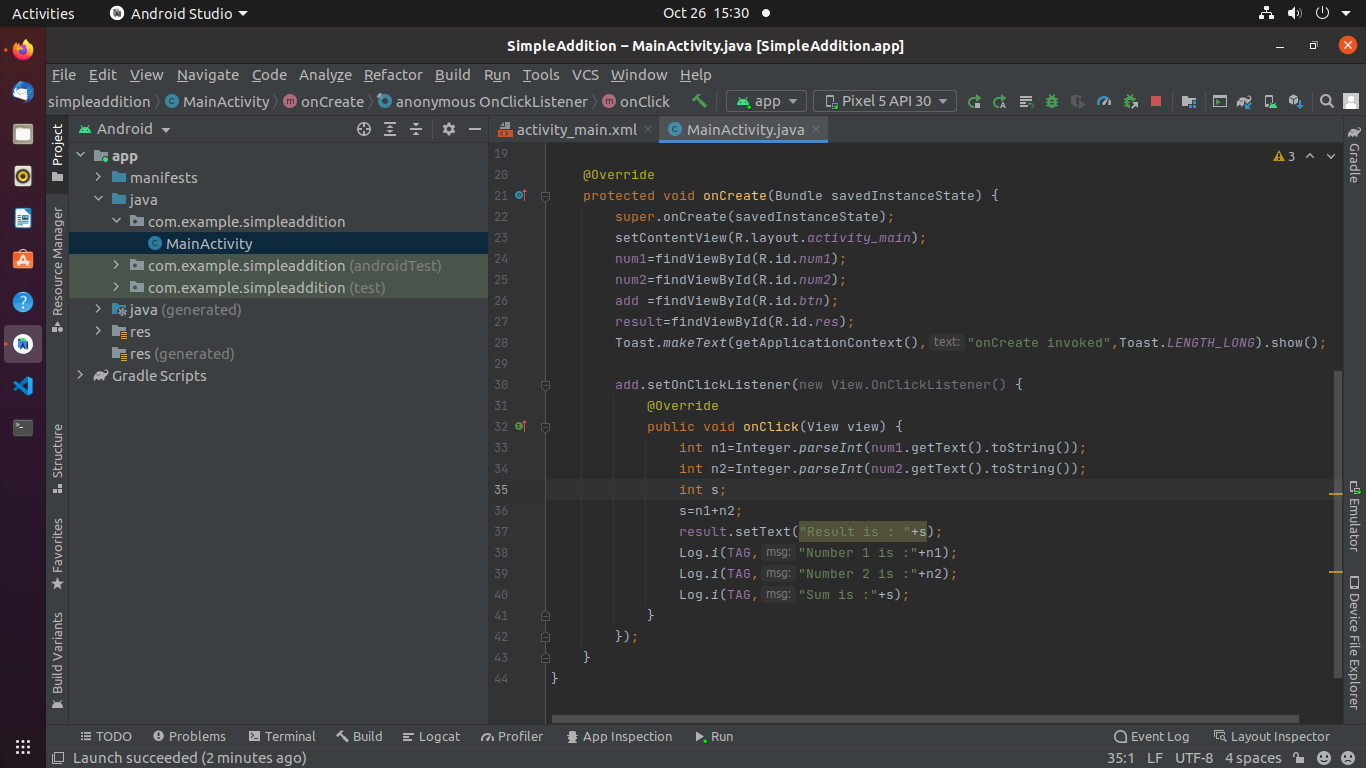 Activities Android Studio Oct 26 15:30
SimpleAddition – MainActivity.java [SimpleAddition.app]
File Edit View Navigate Code Analyze Refactor Build Run Tools VCS Window Help
simpleaddition MainActivity onCreate anonymous OnClickListener onClick app Pixel 5 API 30
Android activity_main.xml MainActivity.java
Project
Resource Manager
Structure
Favorites
Build Variants
app
manifests
java
com.example.simpleaddition
MainActivity
com.example.simpleaddition (androidTest)
com.example.simpleaddition (test)
java (generated)
res
res (generated)
Gradle Scripts
3
19
20 @Override
21 protected void onCreate(Bundle savedInstanceState) {
22 super.onCreate(savedInstanceState);
23 setContentView(R.layout.activity_main);
24 num1=findViewById(R.id.num1);
25 num2=findViewById(R.id.num2);
26 add =findViewById(R.id.btn);
27 result=findViewById(R.id.res);
28 Toast.makeText(getApplicationContext(), text: "onCreate invoked",Toast.LENGTH_LONG).show();
29
30 add.setOnClickListener(new View.OnClickListener() {
31 @Override
32 public void onClick(View view) {
33 int n1=Integer.parseInt(num1.getText().toString());
34 int n2=Integer.parseInt(num2.getText().toString());
35 int s;
36 s=n1+n2;
37 result.setText("Result is : "+s);
38 Log.i(TAG, msg: "Number 1 is :"+n1);
39 Log.i(TAG, msg: "Number 2 is :"+n2);
40 Log.i(TAG, msg: "Sum is :"+s);
41 }
42 });
43 }
44 }
Gradle
Emulator
Device File Explorer
TODO Problems Terminal Build Logcat Profiler App Inspection Run Event Log Layout Inspector
Launch succeeded (2 minutes ago) 35:1 LF UTF-8 4 spaces